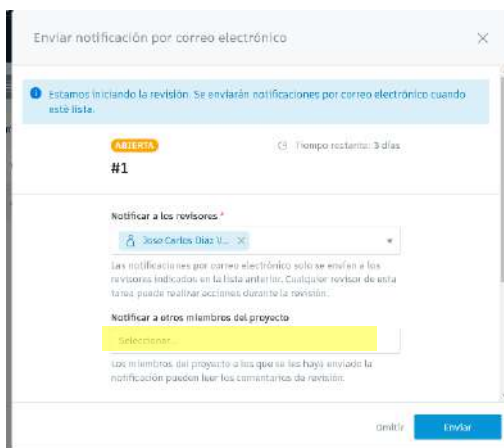 Enviar notificación por correo electrónico
Estamos iniciando la revisión. Se enviarán notificaciones por correo electrónico cuando
esté lista.
ABIERTA
Tiempo restante: 3 días
#1
Notificar a los revisores *
Jose Carlos Diaz V...
Las notificaciones por correo electrónico solo se envían a los
revisores indicados en la lista anterior. Cualquier revisor de esta
tarea puede realizar acciones durante la revisión.
Notificar a otros miembros del proyecto
Seleccionar...
Los miembros del proyecto a los que se les haya enviado la
notificación pueden leer los comentarios de revisión.
Omitir
Enviar